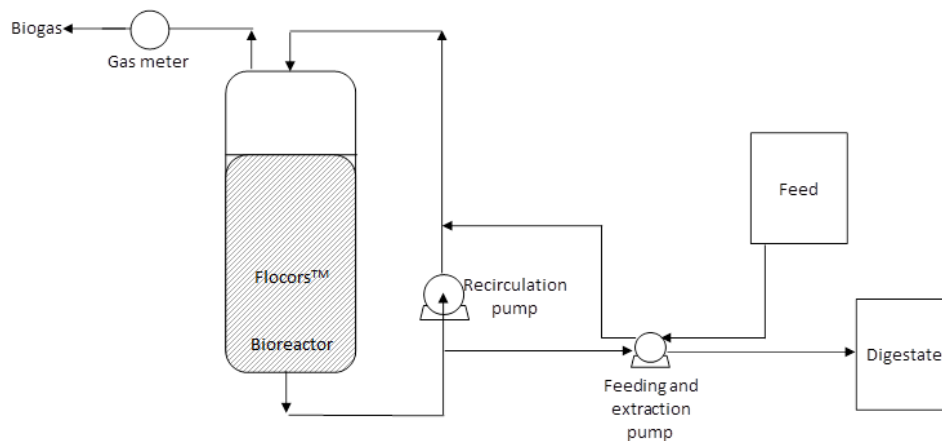 Biogas
Gas meter
Feed
Flocors™
Recirculation
pump
Bioreactor
Digestate
Feeding and
extraction
pump